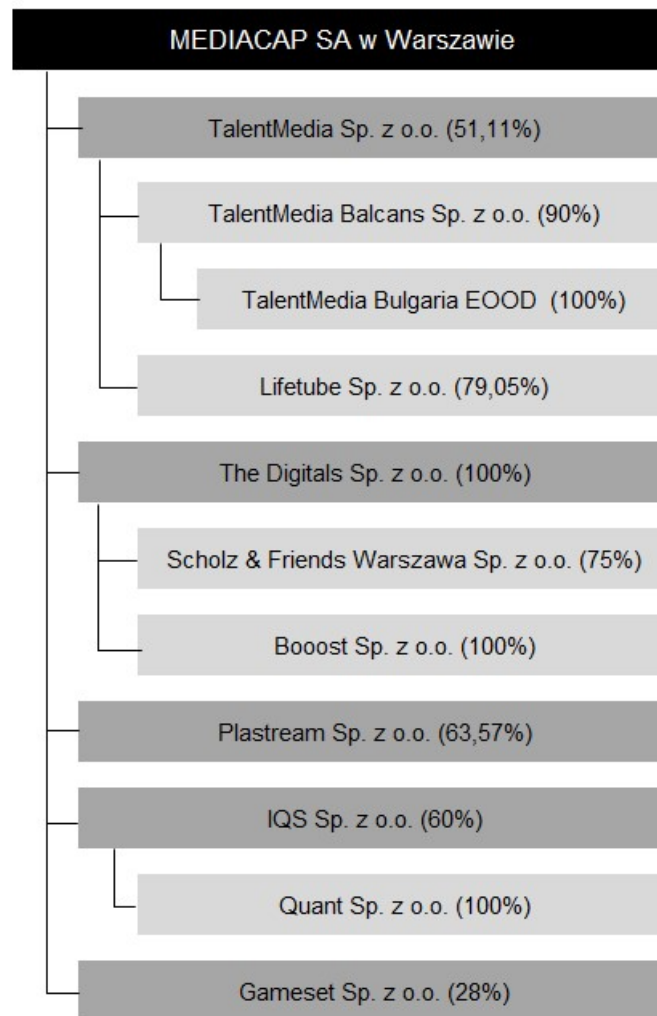 MEDIACAP SA w Warszawie
TalentMedia Sp. z o.o. (51,11%)
TalentMedia Balcans Sp. z o.o. (90%)
TalentMedia Bulgaria EOOD (100%)
Lifetube Sp. z o.o. (79,05%)
The Digitals Sp. z o.o. (100%)
Scholz & Friends Warszawa Sp. z o.o. (75%)
Booost Sp. z o.o. (100%)
Plastream Sp. z o.o. (63,57%)
IQS Sp. z o.o. (60%)
Quant Sp. z o.o. (100%)
Gameset Sp. z o.o. (28%)